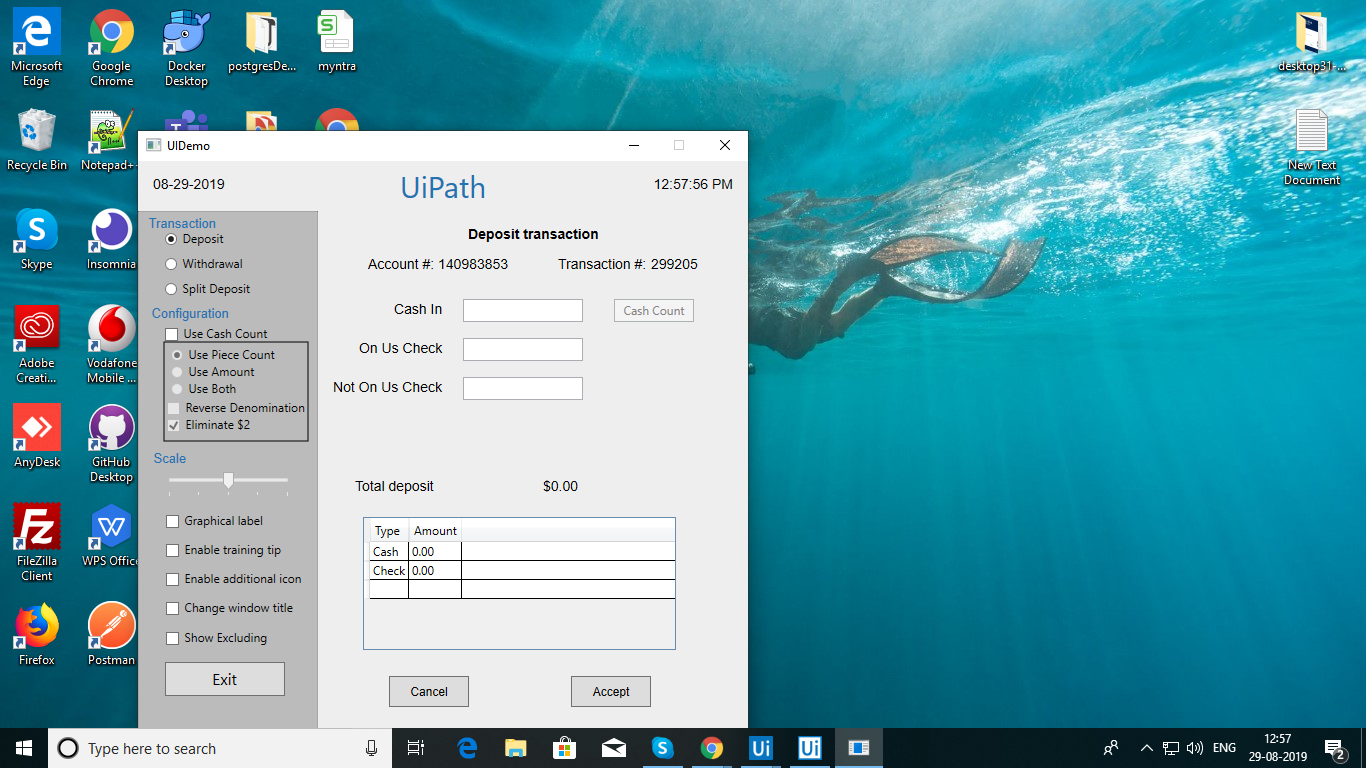 Microsoft Edge
Google Chrome
Docker Desktop
postgresDe...
myntra
desktop31-...
Recycle Bin
Notepad+
New Text Document
Skype
Insomnia
Adobe Creati...
Vodafone Mobile ...
AnyDesk
GitHub Desktop
FileZilla Client
WPS Office
Firefox
Postman
UIDemo
08-29-2019
UiPath
12:57:56 PM
Transaction
Deposit
Withdrawal
Split Deposit
Configuration
Use Cash Count
Use Piece Count
Use Amount
Use Both
Reverse Denomination
Eliminate $2
Scale
Graphical label
Enable training tip
Enable additional icon
Change window title
Show Excluding
Exit
Deposit transaction
Account #: 140983853 Transaction #: 299205
Cash In
Cash Count
On Us Check
Not On Us Check
Total deposit $0.00
Type Amount
Cash 0.00
Check 0.00
Cancel
Accept
Type here to search
Ui
Ui
ENG
12:57
29-08-2019
2